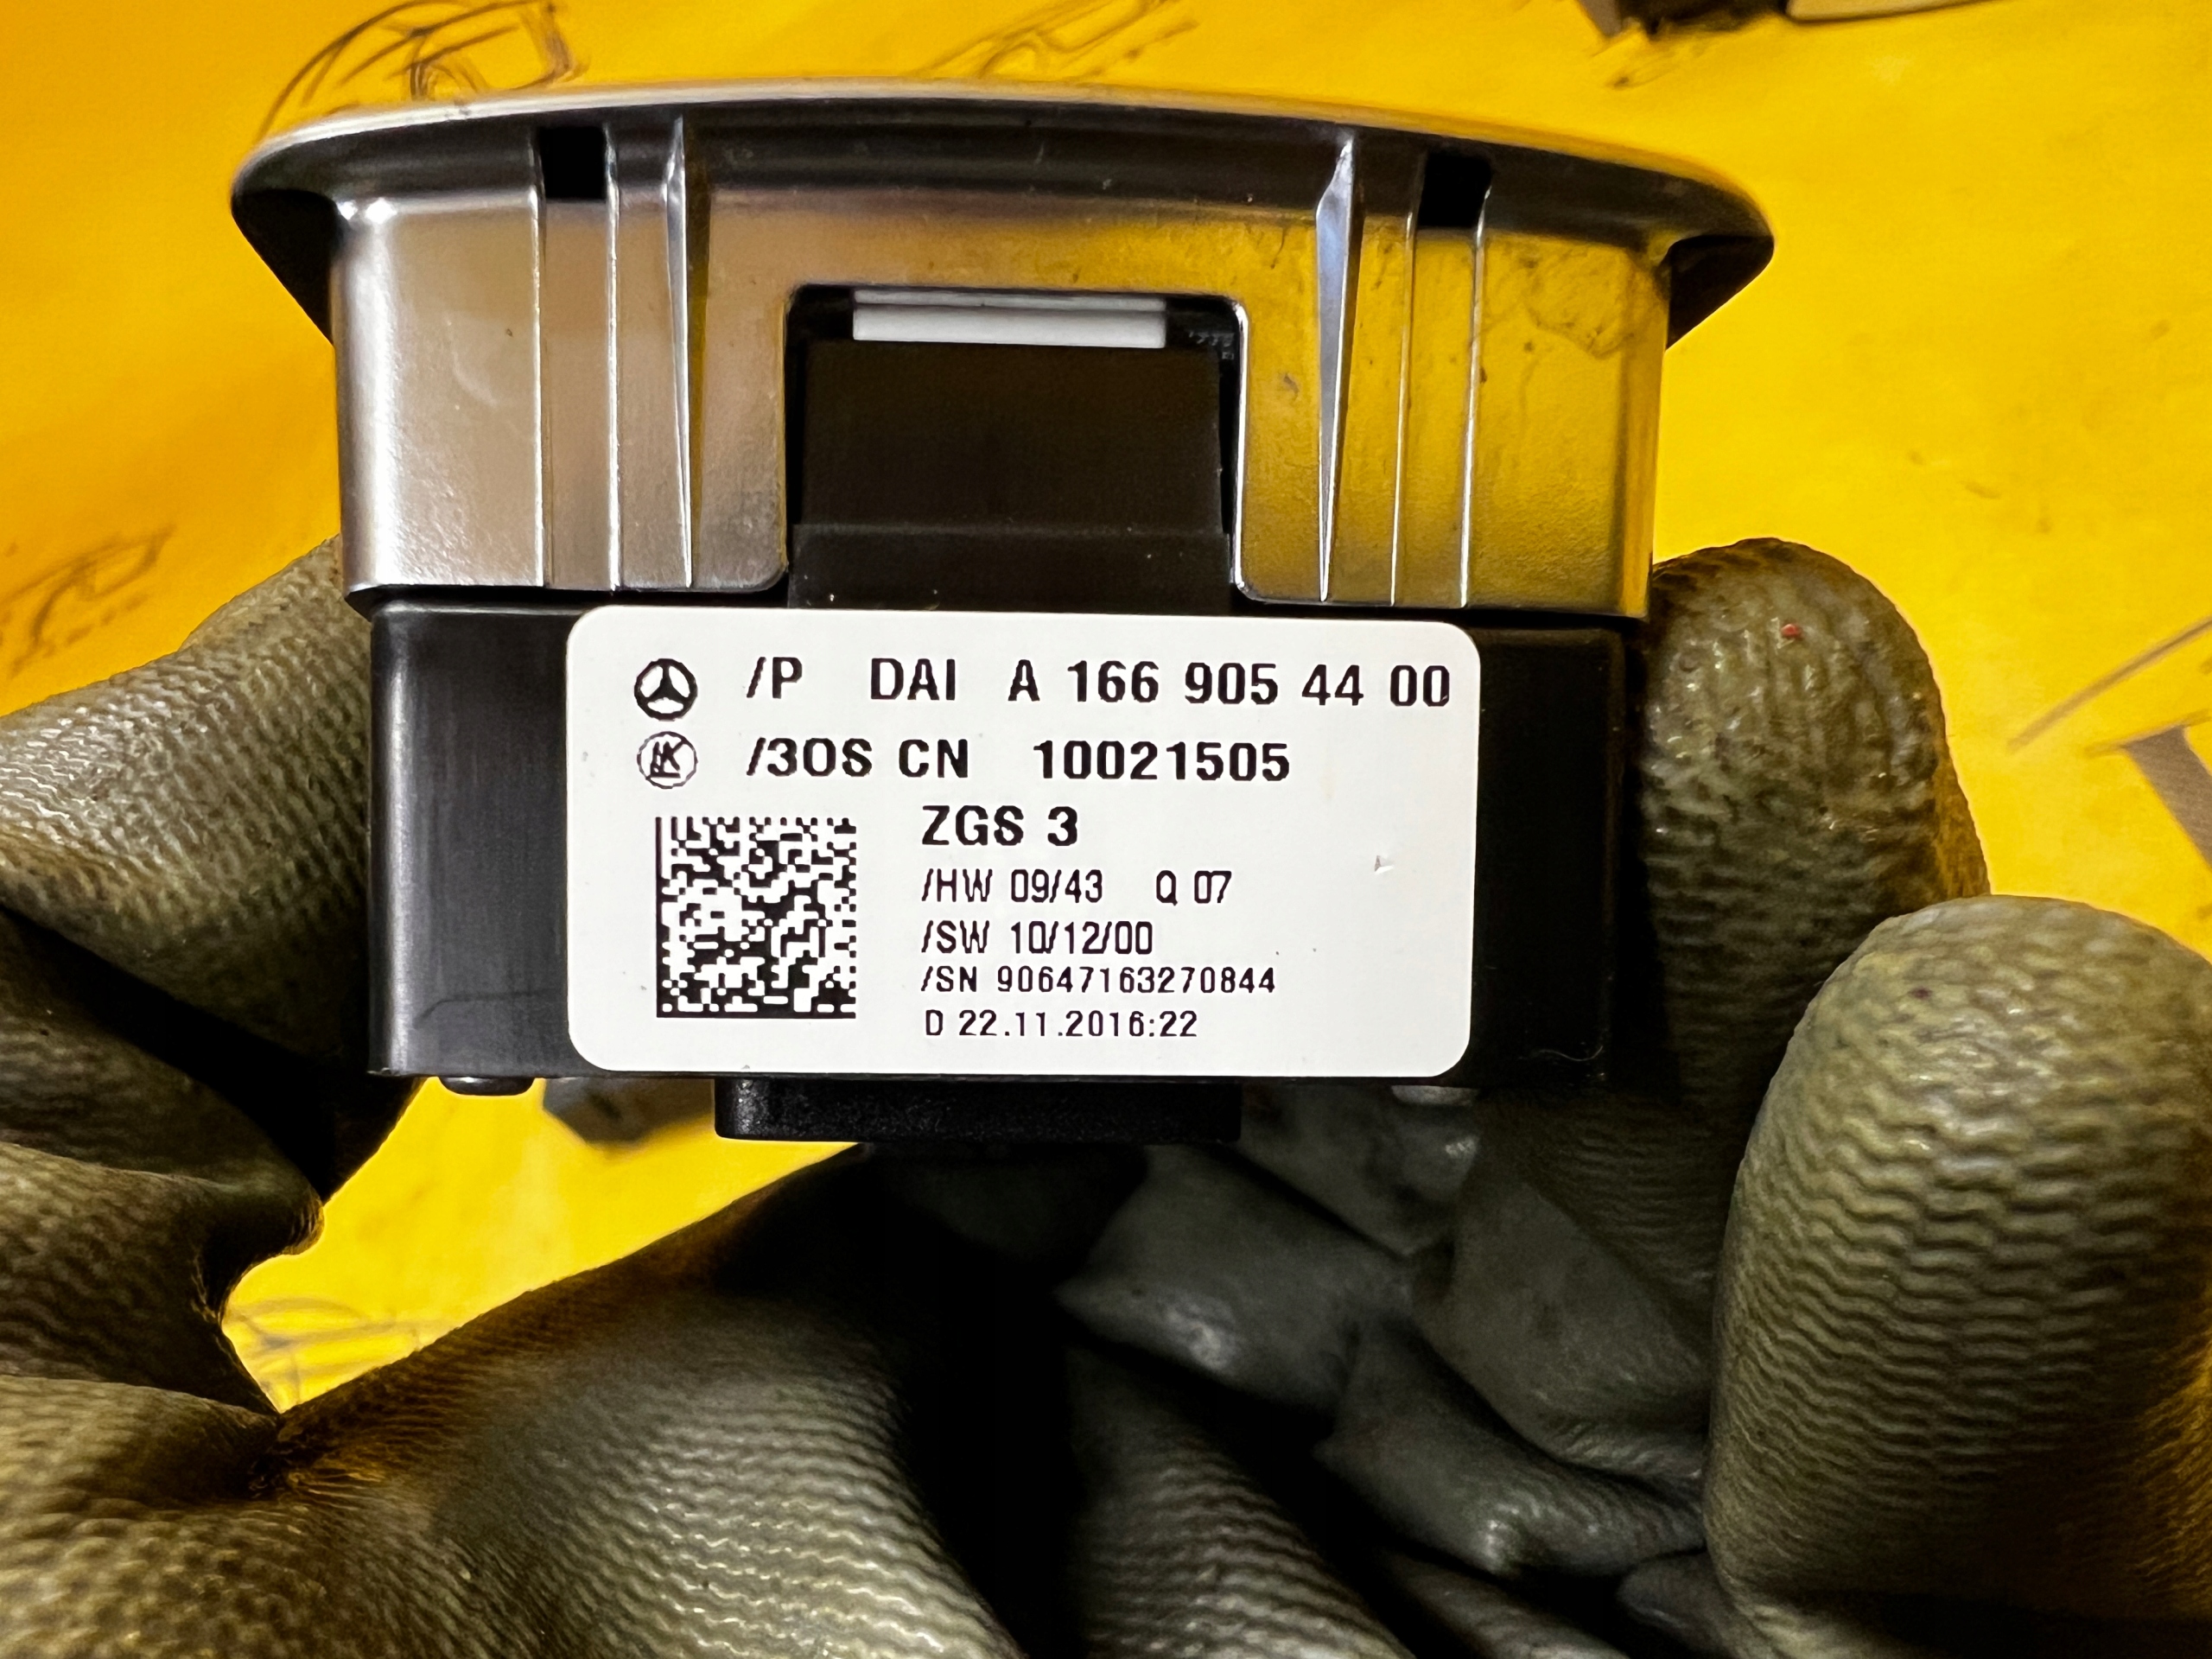 /P DAI A 166 905 44 00
/3OS CN 10021505
ZGS 3
/HW 09/43 Q 07
/SW 10/12/00
/SN 90647163270844
D 22.11.2016:22